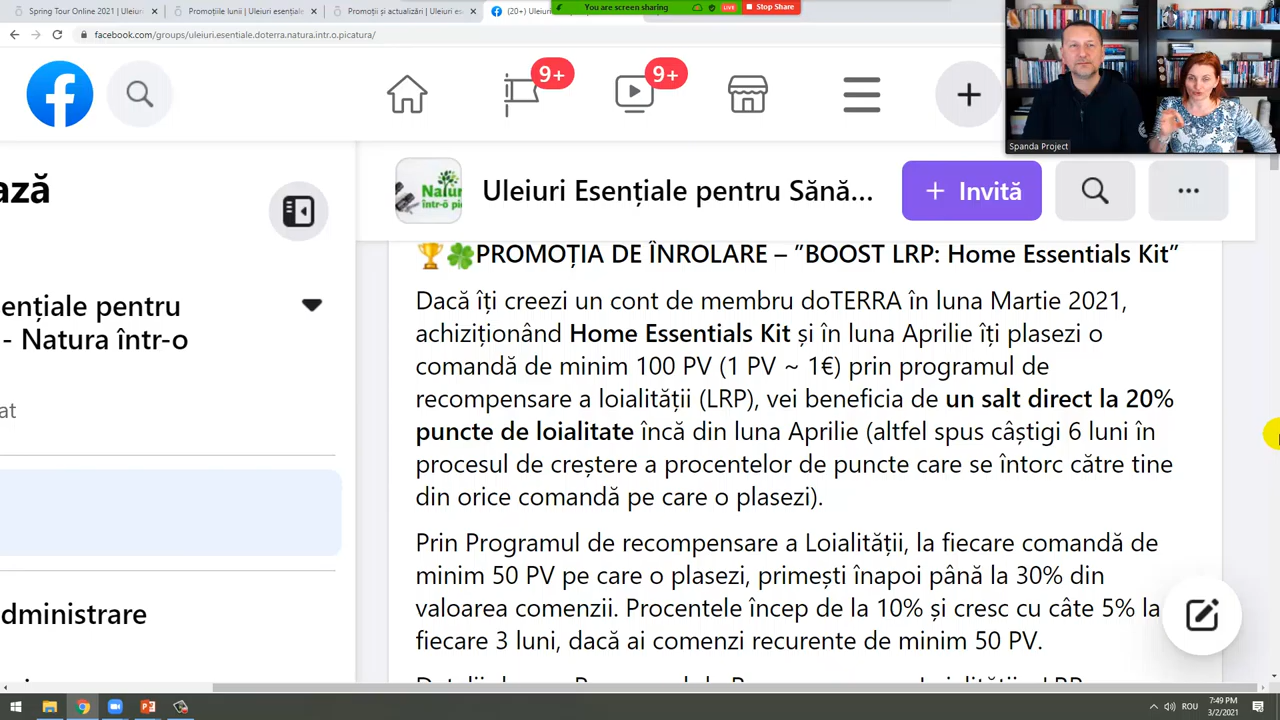 Spring Tour Online 2021 | Uleiur
Promoțiile lunii | Uleiuri esențiale
Promoții și actualizări | Uleiuri es
(20+) Uleiu
You are screen sharing
LIVE
Stop Share
facebook.com/groups/uleiuri.esentiale.doterra.natura.intr.o.picatura/
9+
9+
Spanda Project
ază
Natur
într-o pi
Uleiuri Esențiale pentru Sănă...
+ Invită
ențiale pentru
- Natura într-o
at
dministrare
PROMOȚIA DE ÎNROLARE – ”BOOST LRP: Home Essentials Kit”
Dacă îți creezi un cont de membru doTERRA în luna Martie 2021,
achiziționând Home Essentials Kit și în luna Aprilie îți plasezi o
comandă de minim 100 PV (1 PV ~ 1€) prin programul de
recompensare a loialității (LRP), vei beneficia de un salt direct la 20%
puncte de loialitate încă din luna Aprilie (altfel spus câștigi 6 luni în
procesul de creștere a procentelor de puncte care se întorc către tine
din orice comandă pe care o plasezi).
Prin Programul de recompensare a Loialității, la fiecare comandă de
minim 50 PV pe care o plasezi, primești înapoi până la 30% din
valoarea comenzii. Procentele încep de la 10% și cresc cu câte 5% la
fiecare 3 luni, dacă ai comenzi recurente de minim 50 PV.
ROU
7:49 PM
3/2/2021